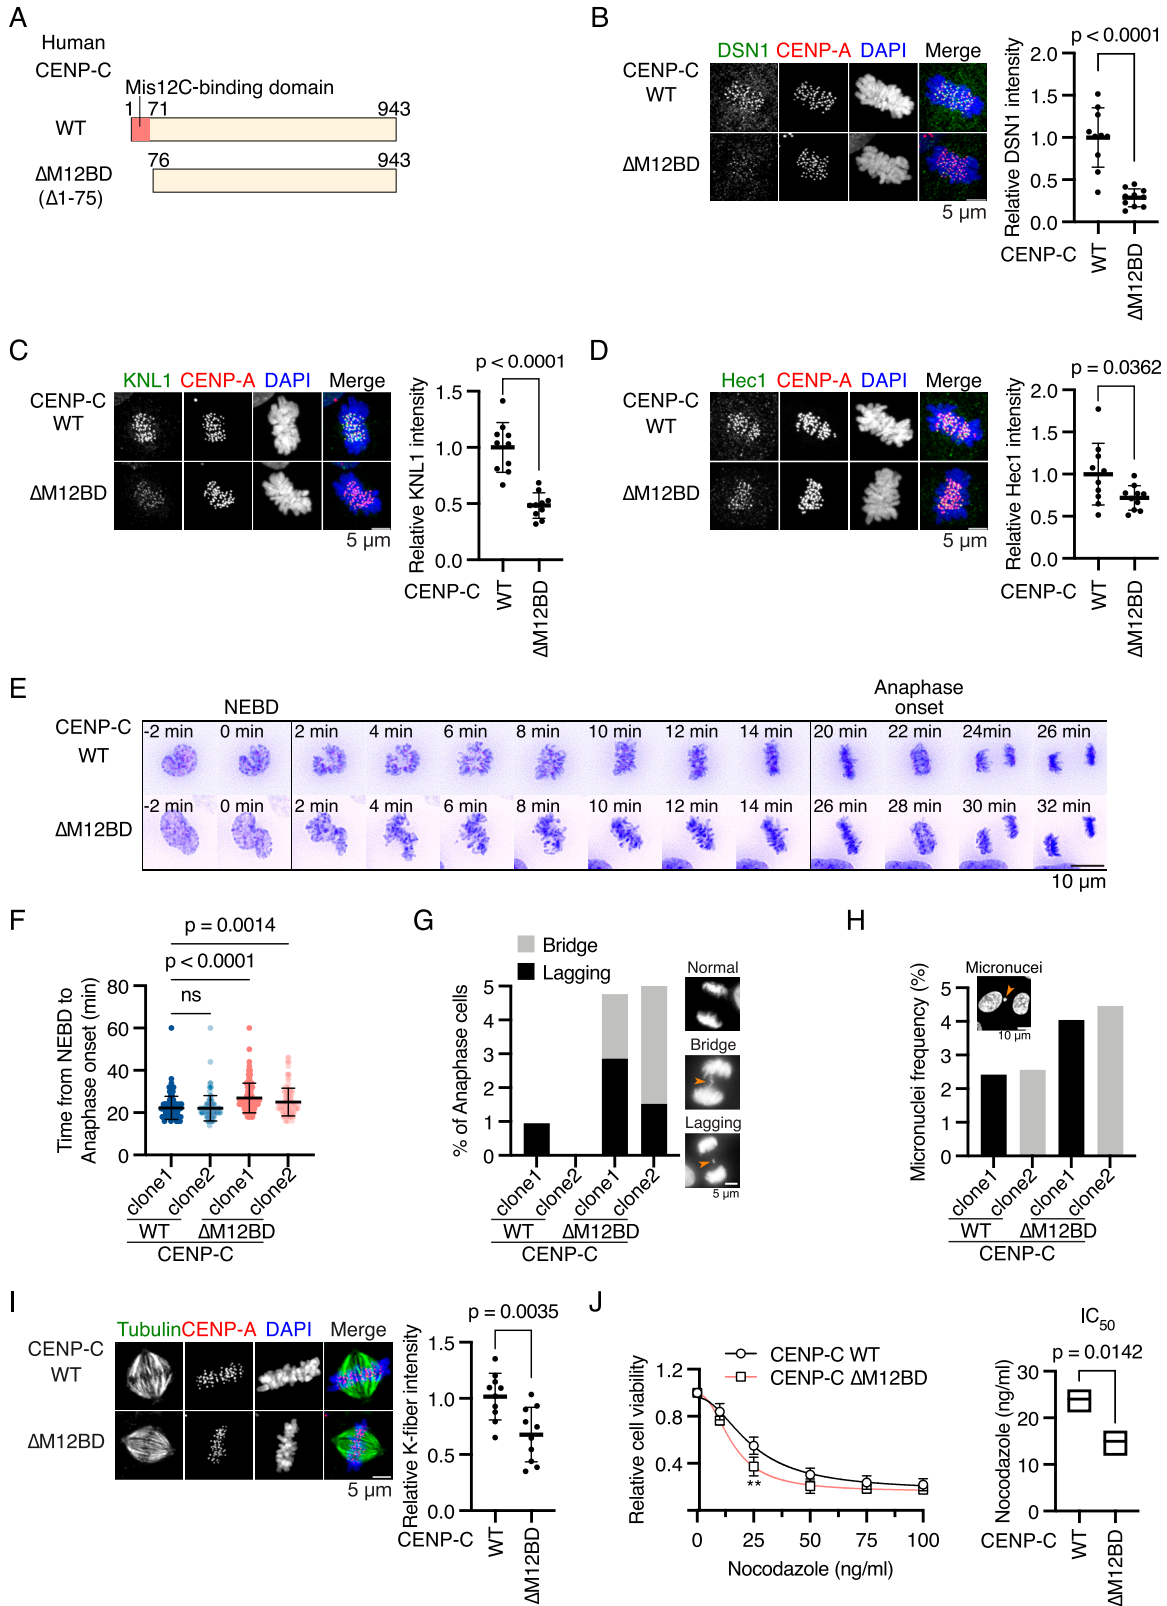 A
Human
CENP-C
Mis12C-binding domain
1 71 943
WT
76 943
ΔM12BD
(Δ1-75)
B
DSN1 CENP-A DAPI Merge
CENP-C
WT
ΔM12BD
5 µm
p < 0.0001
Relative DSN1 intensity
2.0
1.5
1.0
0.5
0.0
CENP-C WT ΔM12BD
C
KNL1 CENP-A DAPI Merge
CENP-C
WT
ΔM12BD
5 µm
p < 0.0001
Relative KNL1 intensity
1.5
1.0
0.5
0.0
CENP-C WT ΔM12BD
D
Hec1 CENP-A DAPI Merge
CENP-C
WT
ΔM12BD
5 µm
p = 0.0362
Relative Hec1 intensity
2.0
1.5
1.0
0.5
0.0
CENP-C WT ΔM12BD
E
NEBD
Anaphase
onset
CENP-C
WT
-2 min 0 min 2 min 4 min 6 min 8 min 10 min 12 min 14 min 20 min 22 min 24min 26 min
ΔM12BD
-2 min 0 min 2 min 4 min 6 min 8 min 10 min 12 min 14 min 26 min 28 min 30 min 32 min
10 µm
F
p = 0.0014
p < 0.0001
ns
Time from NEBD to
Anaphase onset (min)
80
60
40
20
0
clone1 clone2 clone1 clone2
WT ΔM12BD
CENP-C
G
Bridge
Lagging
% of Anaphase cells
5
4
3
2
1
0
clone1 clone2 clone1 clone2
WT ΔM12BD
CENP-C
Normal
Bridge
Lagging
5 µm
H
Micronuclei frequency (%)
Micronuclei
10 µm
5
4
3
2
1
0
clone1 clone2 clone1 clone2
WT ΔM12BD
CENP-C
I
Tubulin CENP-A DAPI Merge
CENP-C
WT
ΔM12BD
5 µm
p = 0.0035
Relative K-fiber intensity
1.5
1.0
0.5
0.0
CENP-C WT ΔM12BD
J
CENP-C WT
CENP-C ΔM12BD
Relative cell viability
1.2
0.8
0.4
**
0 25 50 75 100
Nocodazole (ng/ml)
IC50
p = 0.0142
Nocodazole (ng/ml)
30
20
10
0
CENP-C WT ΔM12BD